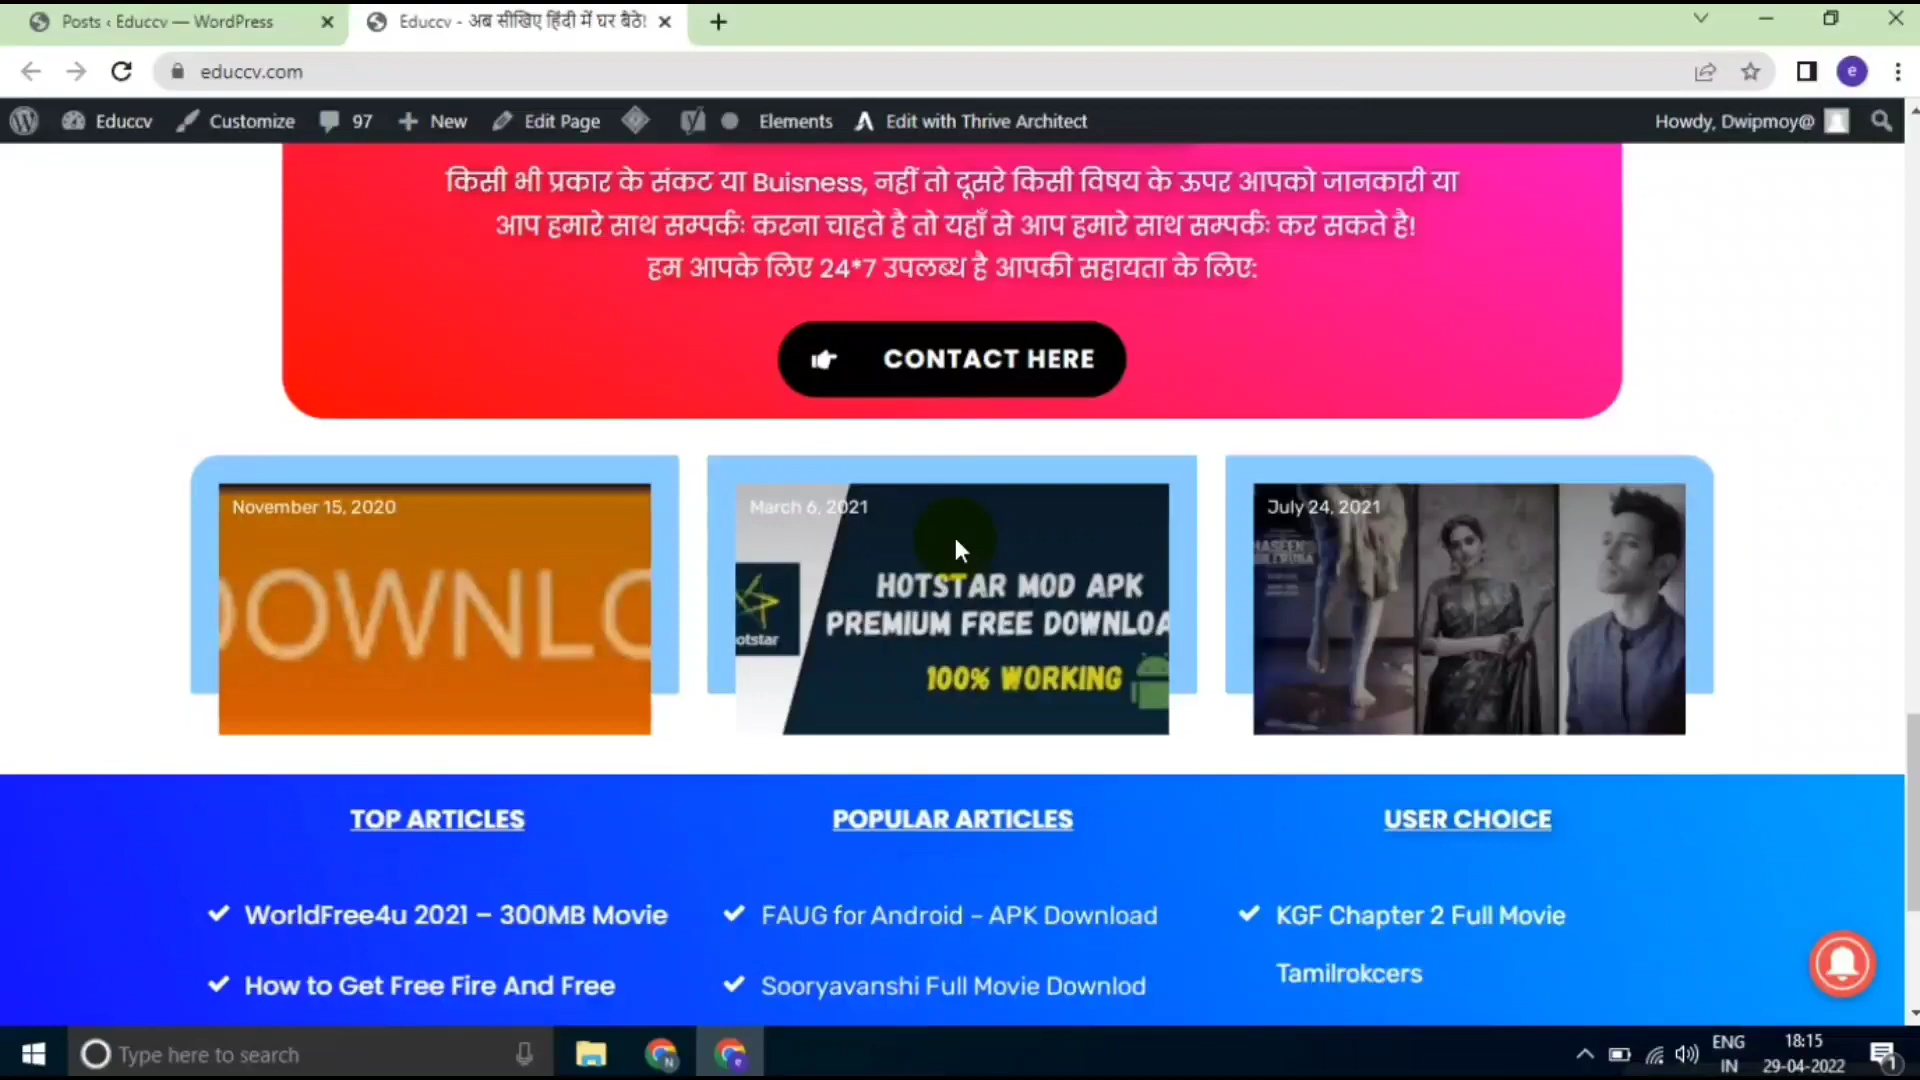 Posts ‹ Educcv — WordPress
Educcv - अब सीखिए हिंदी में घर बैठे!
educcv.com
e
Educcv
Customize
97
New
Edit Page
Elements
Edit with Thrive Architect
Howdy, Dwipmoy@
किसी भी प्रकार के संकट या Buisness, नहीं तो दूसरे किसी विषय के ऊपर आपको जानकारी या
आप हमारे साथ सम्पर्कः करना चाहते है तो यहाँ से आप हमारे साथ सम्पर्कः कर सकते है!
हम आपके लिए 24*7 उपलब्ध है आपकी सहायता के लिए:
CONTACT HERE
November 15, 2020
DOWNLO
March 6, 2021
otstar
HOTSTAR MOD APK
PREMIUM FREE DOWNLOA
100% WORKING
July 24, 2021
TOP ARTICLES
WorldFree4u 2021 – 300MB Movie
How to Get Free Fire And Free
POPULAR ARTICLES
FAUG for Android – APK Download
Sooryavanshi Full Movie Downlod
USER CHOICE
KGF Chapter 2 Full Movie
Tamilrokcers
Type here to search
N
e
ENG
IN
18:15
29-04-2022
1